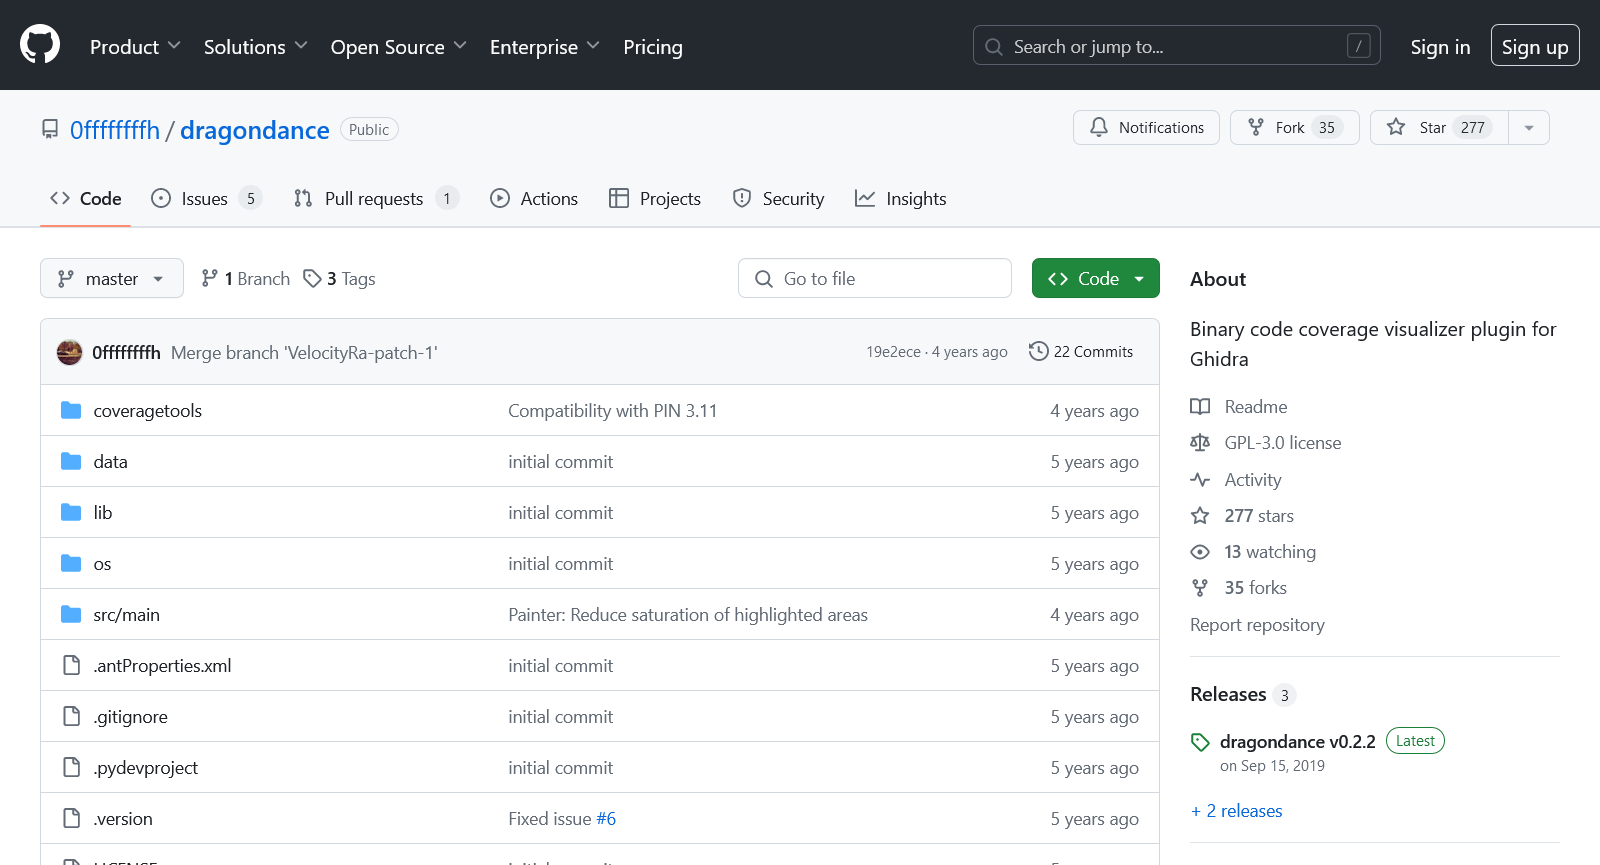 Product Solutions Open Source Enterprise Pricing Search or jump to... / Sign in Sign up
0ffffffffh / dragondance Public Notifications Fork 35 Star 277
Code Issues 5 Pull requests 1 Actions Projects Security Insights
master 1 Branch 3 Tags Go to file Code
0ffffffffh Merge branch 'VelocityRa-patch-1' 19e2ece · 4 years ago 22 Commits
coveragetools Compatibility with PIN 3.11 4 years ago
data initial commit 5 years ago
lib initial commit 5 years ago
os initial commit 5 years ago
src/main Painter: Reduce saturation of highlighted areas 4 years ago
.antProperties.xml initial commit 5 years ago
.gitignore initial commit 5 years ago
.pydevproject initial commit 5 years ago
.version Fixed issue #6 5 years ago
About
Binary code coverage visualizer plugin for
Ghidra
Readme
GPL-3.0 license
Activity
277 stars
13 watching
35 forks
Report repository
Releases 3
dragondance v0.2.2 Latest
on Sep 15, 2019
+ 2 releases